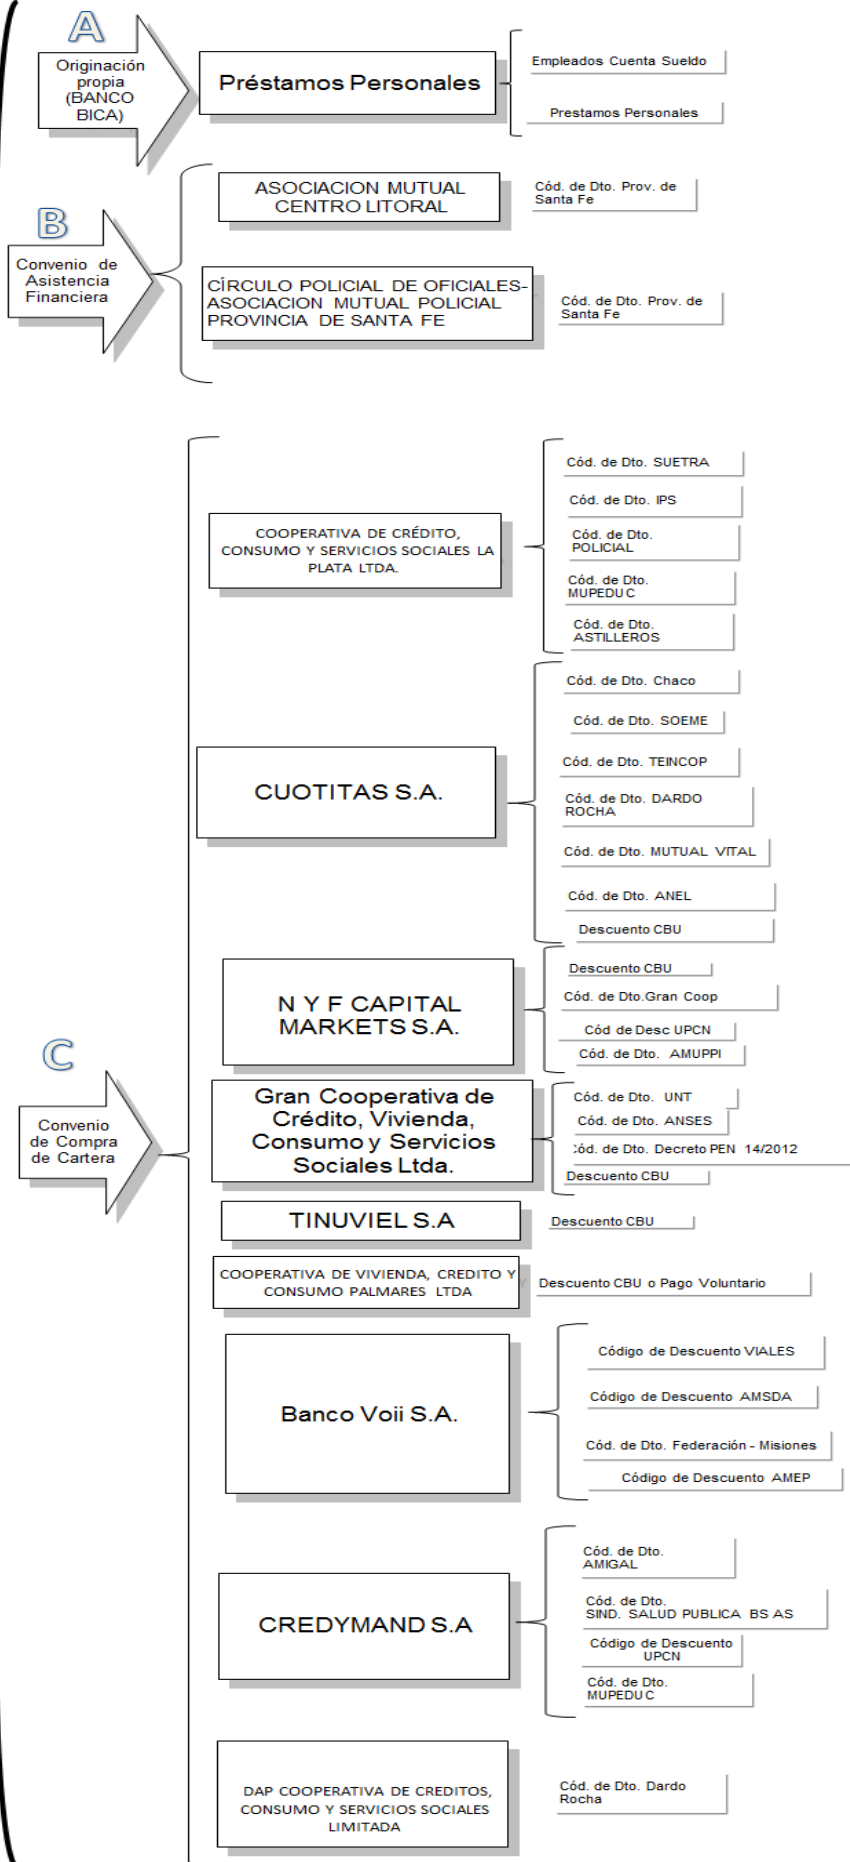 A
Originación
propia
(BANCO
BICA)
Préstamos Personales
Empleados Cuenta Sueldo
Prestamos Personales
B
Convenio de
Asistencia
Financiera
ASOCIACION MUTUAL
CENTRO LITORAL
Cód. de Dto. Prov. de
Santa Fe
CÍRCULO POLICIAL DE OFICIALES-
ASOCIACION MUTUAL POLICIAL
PROVINCIA DE SANTA FE
Cód. de Dto. Prov. de
Santa Fe
C
Convenio
de Compra
de Cartera
COOPERATIVA DE CRÉDITO,
CONSUMO Y SERVICIOS SOCIALES LA
PLATA LTDA.
Cód. de Dto. SUETRA
Cód. de Dto. IPS
Cód. de Dto.
POLICIAL
Cód. de Dto.
MUPEDUC
Cód. de Dto.
ASTILLEROS
CUOTITAS S.A.
Cód. de Dto. Chaco
Cód. de Dto. SOEME
Cód. de Dto. TEINCOP
Cód. de Dto. DARDO
ROCHA
Cód. de Dto. MUTUAL VITAL
Cód. de Dto. ANEL
Descuento CBU
N Y F CAPITAL
MARKETS S.A.
Descuento CBU
Cód. de Dto.Gran Coop
Cód de Desc UPCN
Cód. de Dto. AMUPPI
Gran Cooperativa de
Crédito, Vivienda,
Consumo y Servicios
Sociales Ltda.
Cód. de Dto. UNT
Cód. de Dto. ANSES
Cód. de Dto. Decreto PEN 14/2012
Descuento CBU
TINUVIEL S.A
Descuento CBU
COOPERATIVA DE VIVIENDA, CREDITO Y
CONSUMO PALMARES LTDA
Descuento CBU o Pago Voluntario
Banco Voii S.A.
Código de Descuento VIALES
Código de Descuento AMSDA
Cód. de Dto. Federación - Misiones
Código de Descuento AMEP
CREDYMAND S.A
Cód. de Dto.
AMIGAL
Cód. de Dto.
SIND. SALUD PUBLICA BS AS
Código de Descuento
UPCN
Cód. de Dto.
MUPEDUC
DAP COOPERATIVA DE CREDITOS,
CONSUMO Y SERVICIOS SOCIALES
LIMITADA
Cód. de Dto. Dardo
Rocha